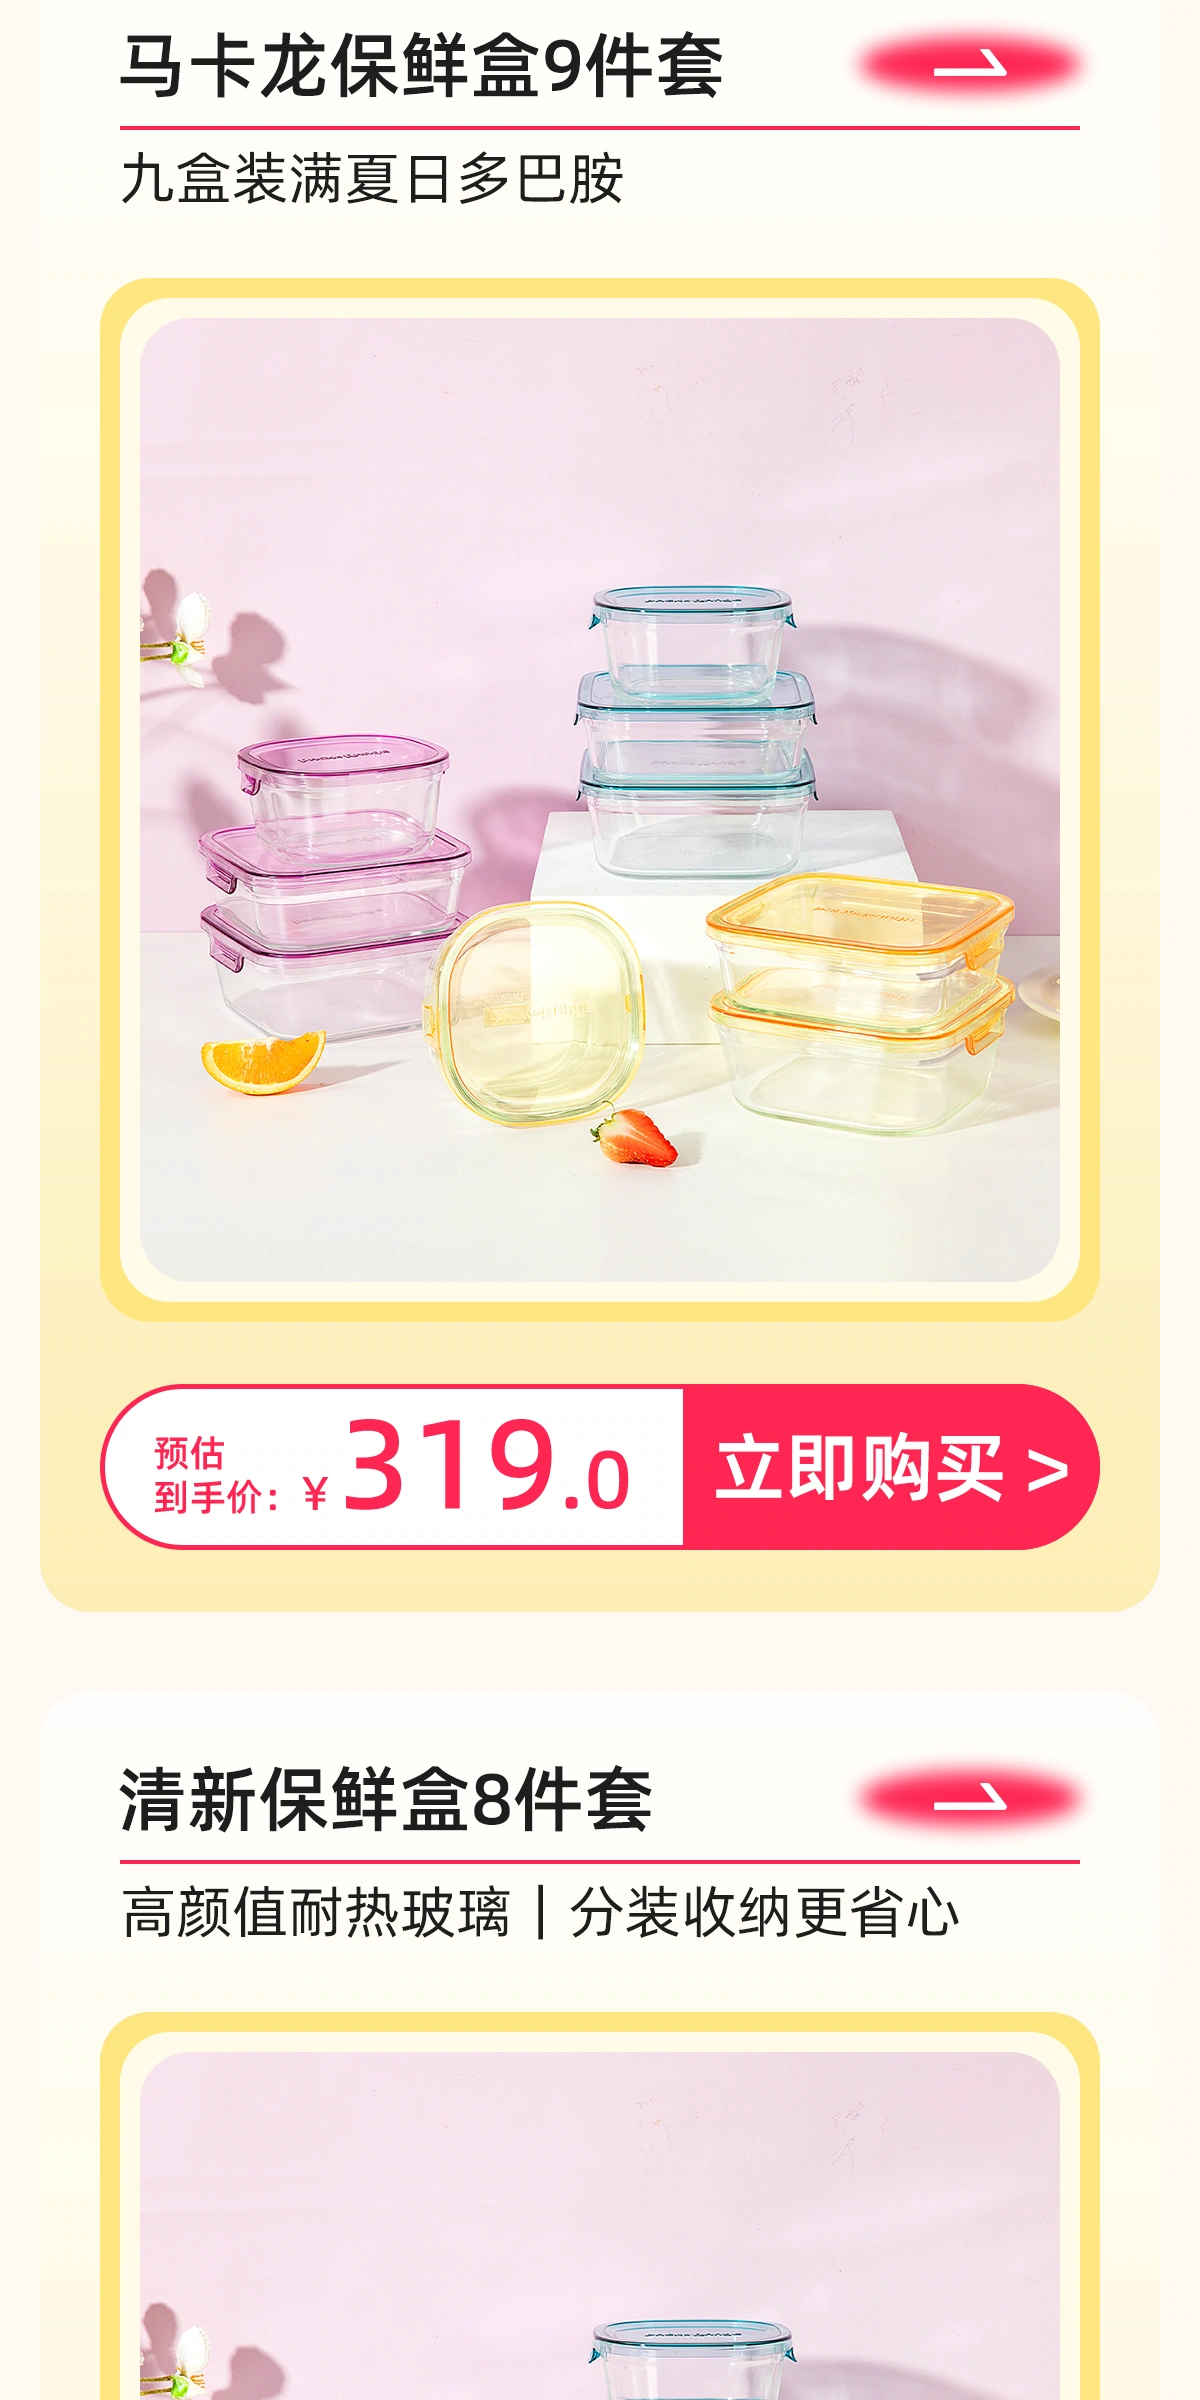 马卡龙保鲜盒9件套
九盒装满夏日多巴胺
预估
到手价：¥319.0
立即购买 >
清新保鲜盒8件套
高颜值耐热玻璃｜分装收纳更省心